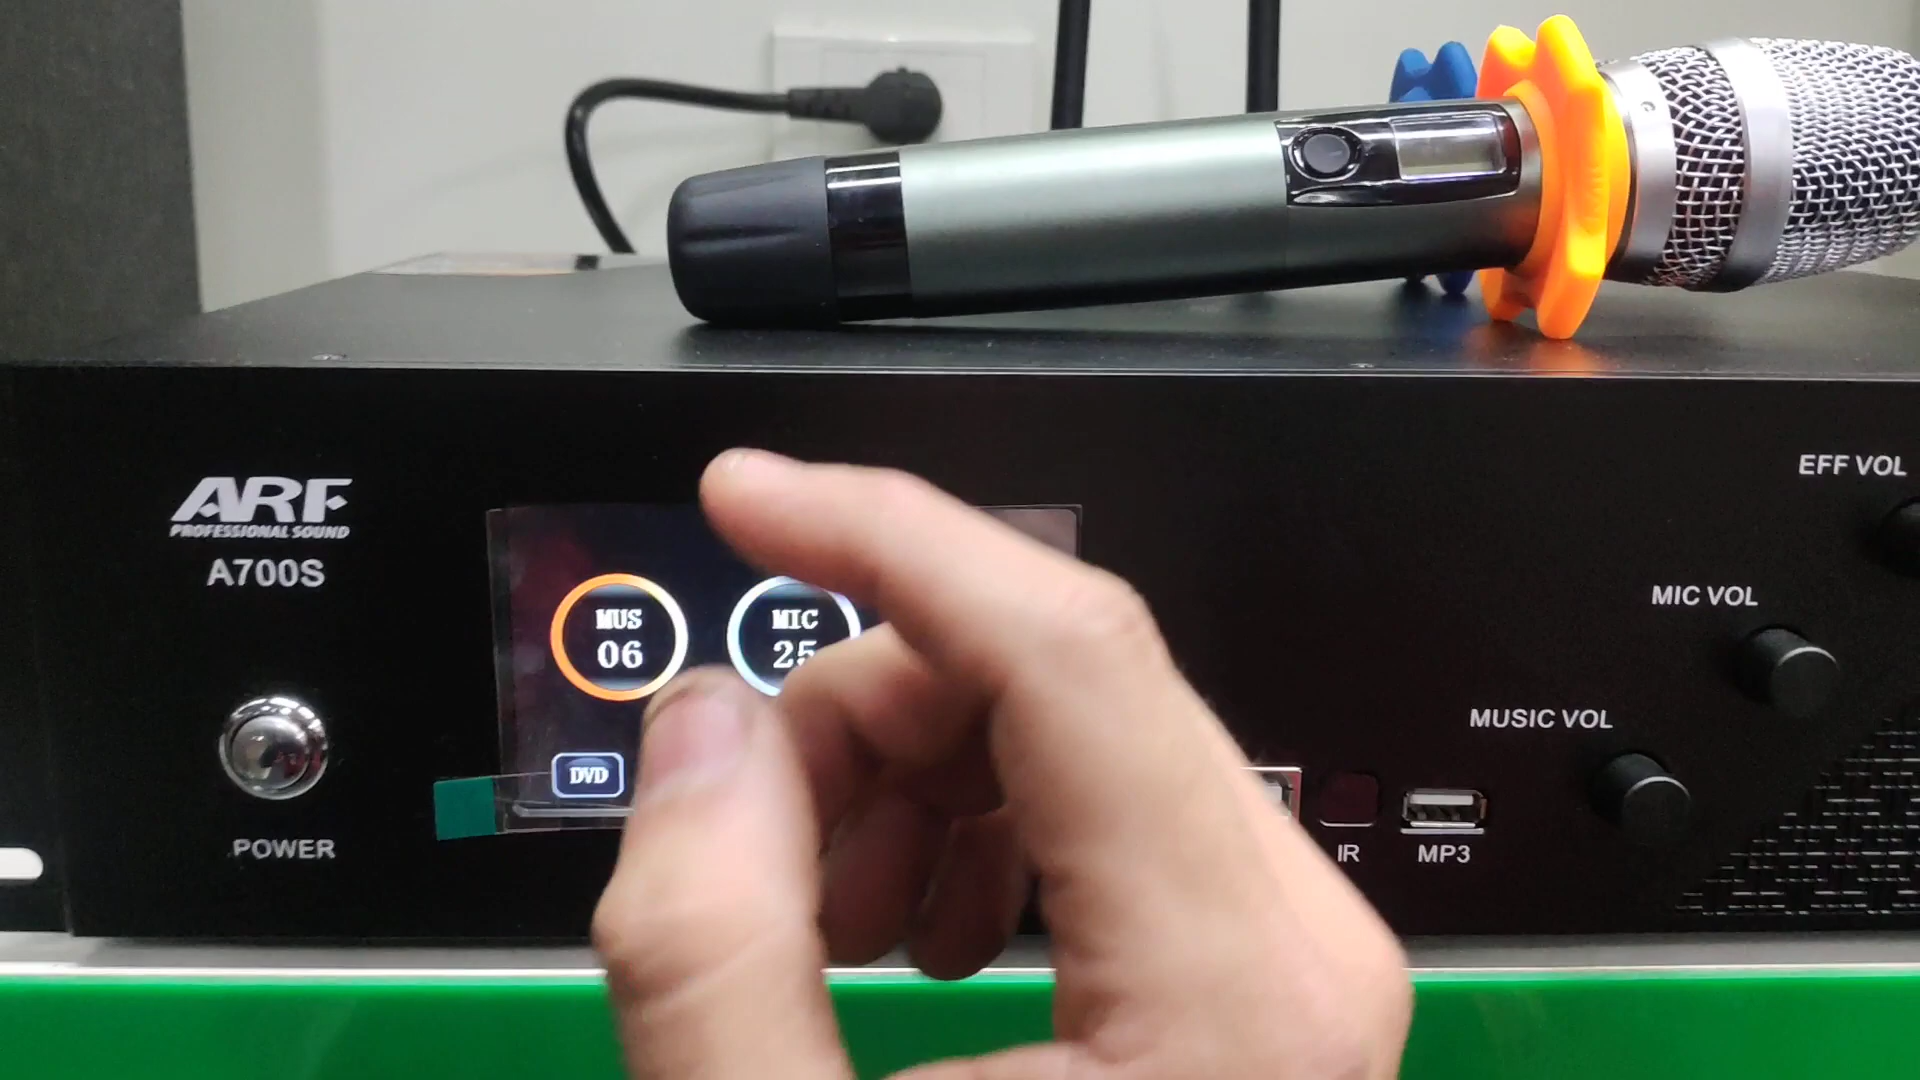 ARF
PROFESSIONAL SOUND
A700S
POWER
MUS
06
MIC
25
DVD
IR
MP3
MUSIC VOL
MIC VOL
EFF VOL